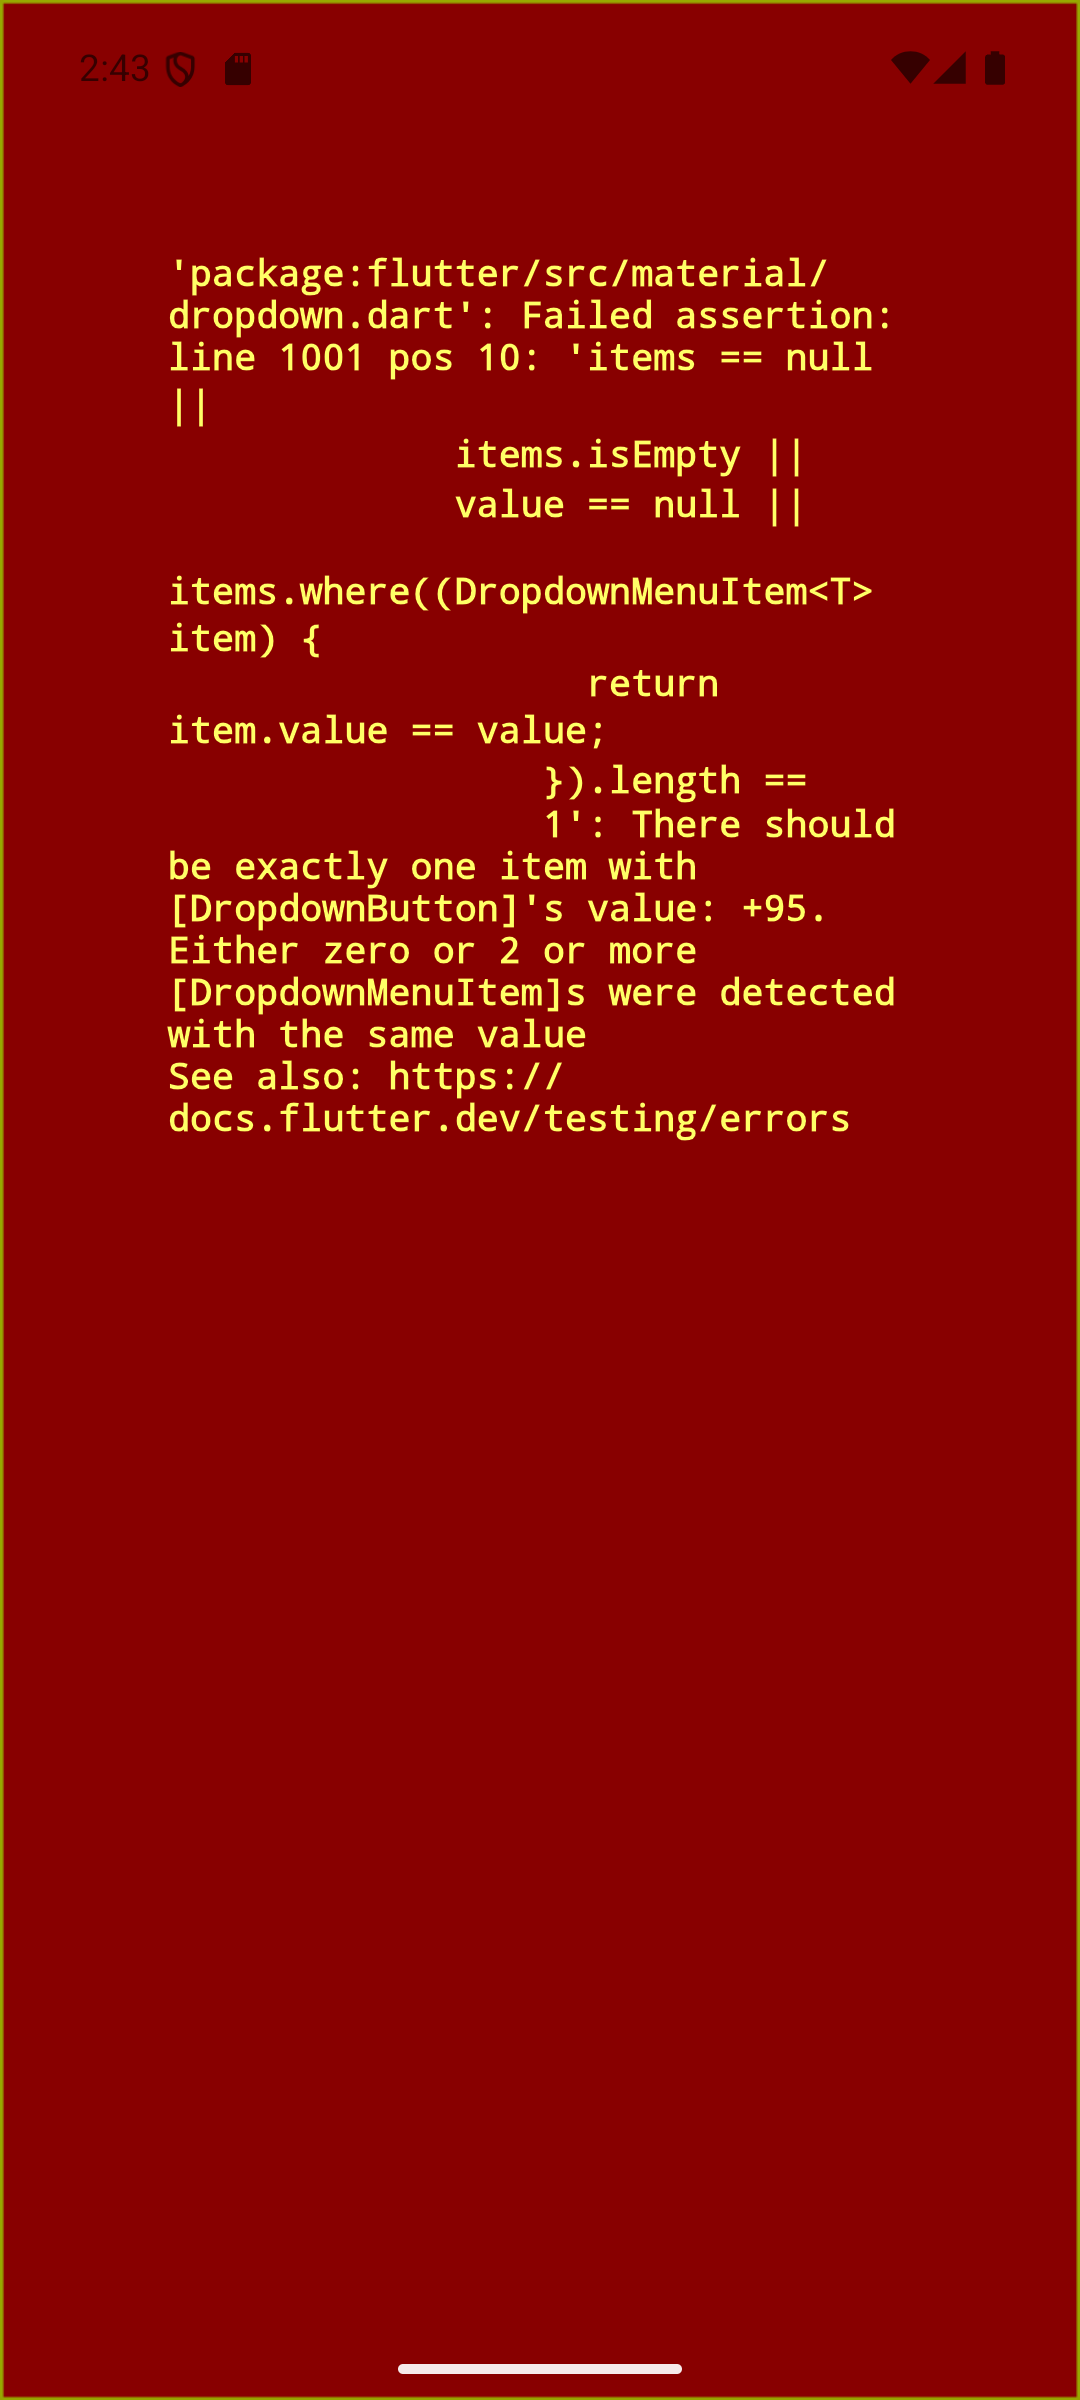 2:43
'package:flutter/src/material/
dropdown.dart': Failed assertion:
line 1001 pos 10: 'items == null
||
items.isEmpty ||
value == null ||
items.where((DropdownMenuItem<T>
item) {
return
item.value == value;
}).length ==
1': There should
be exactly one item with
[DropdownButton]'s value: +95.
Either zero or 2 or more
[DropdownMenuItem]s were detected
with the same value
See also: https://
docs.flutter.dev/testing/errors